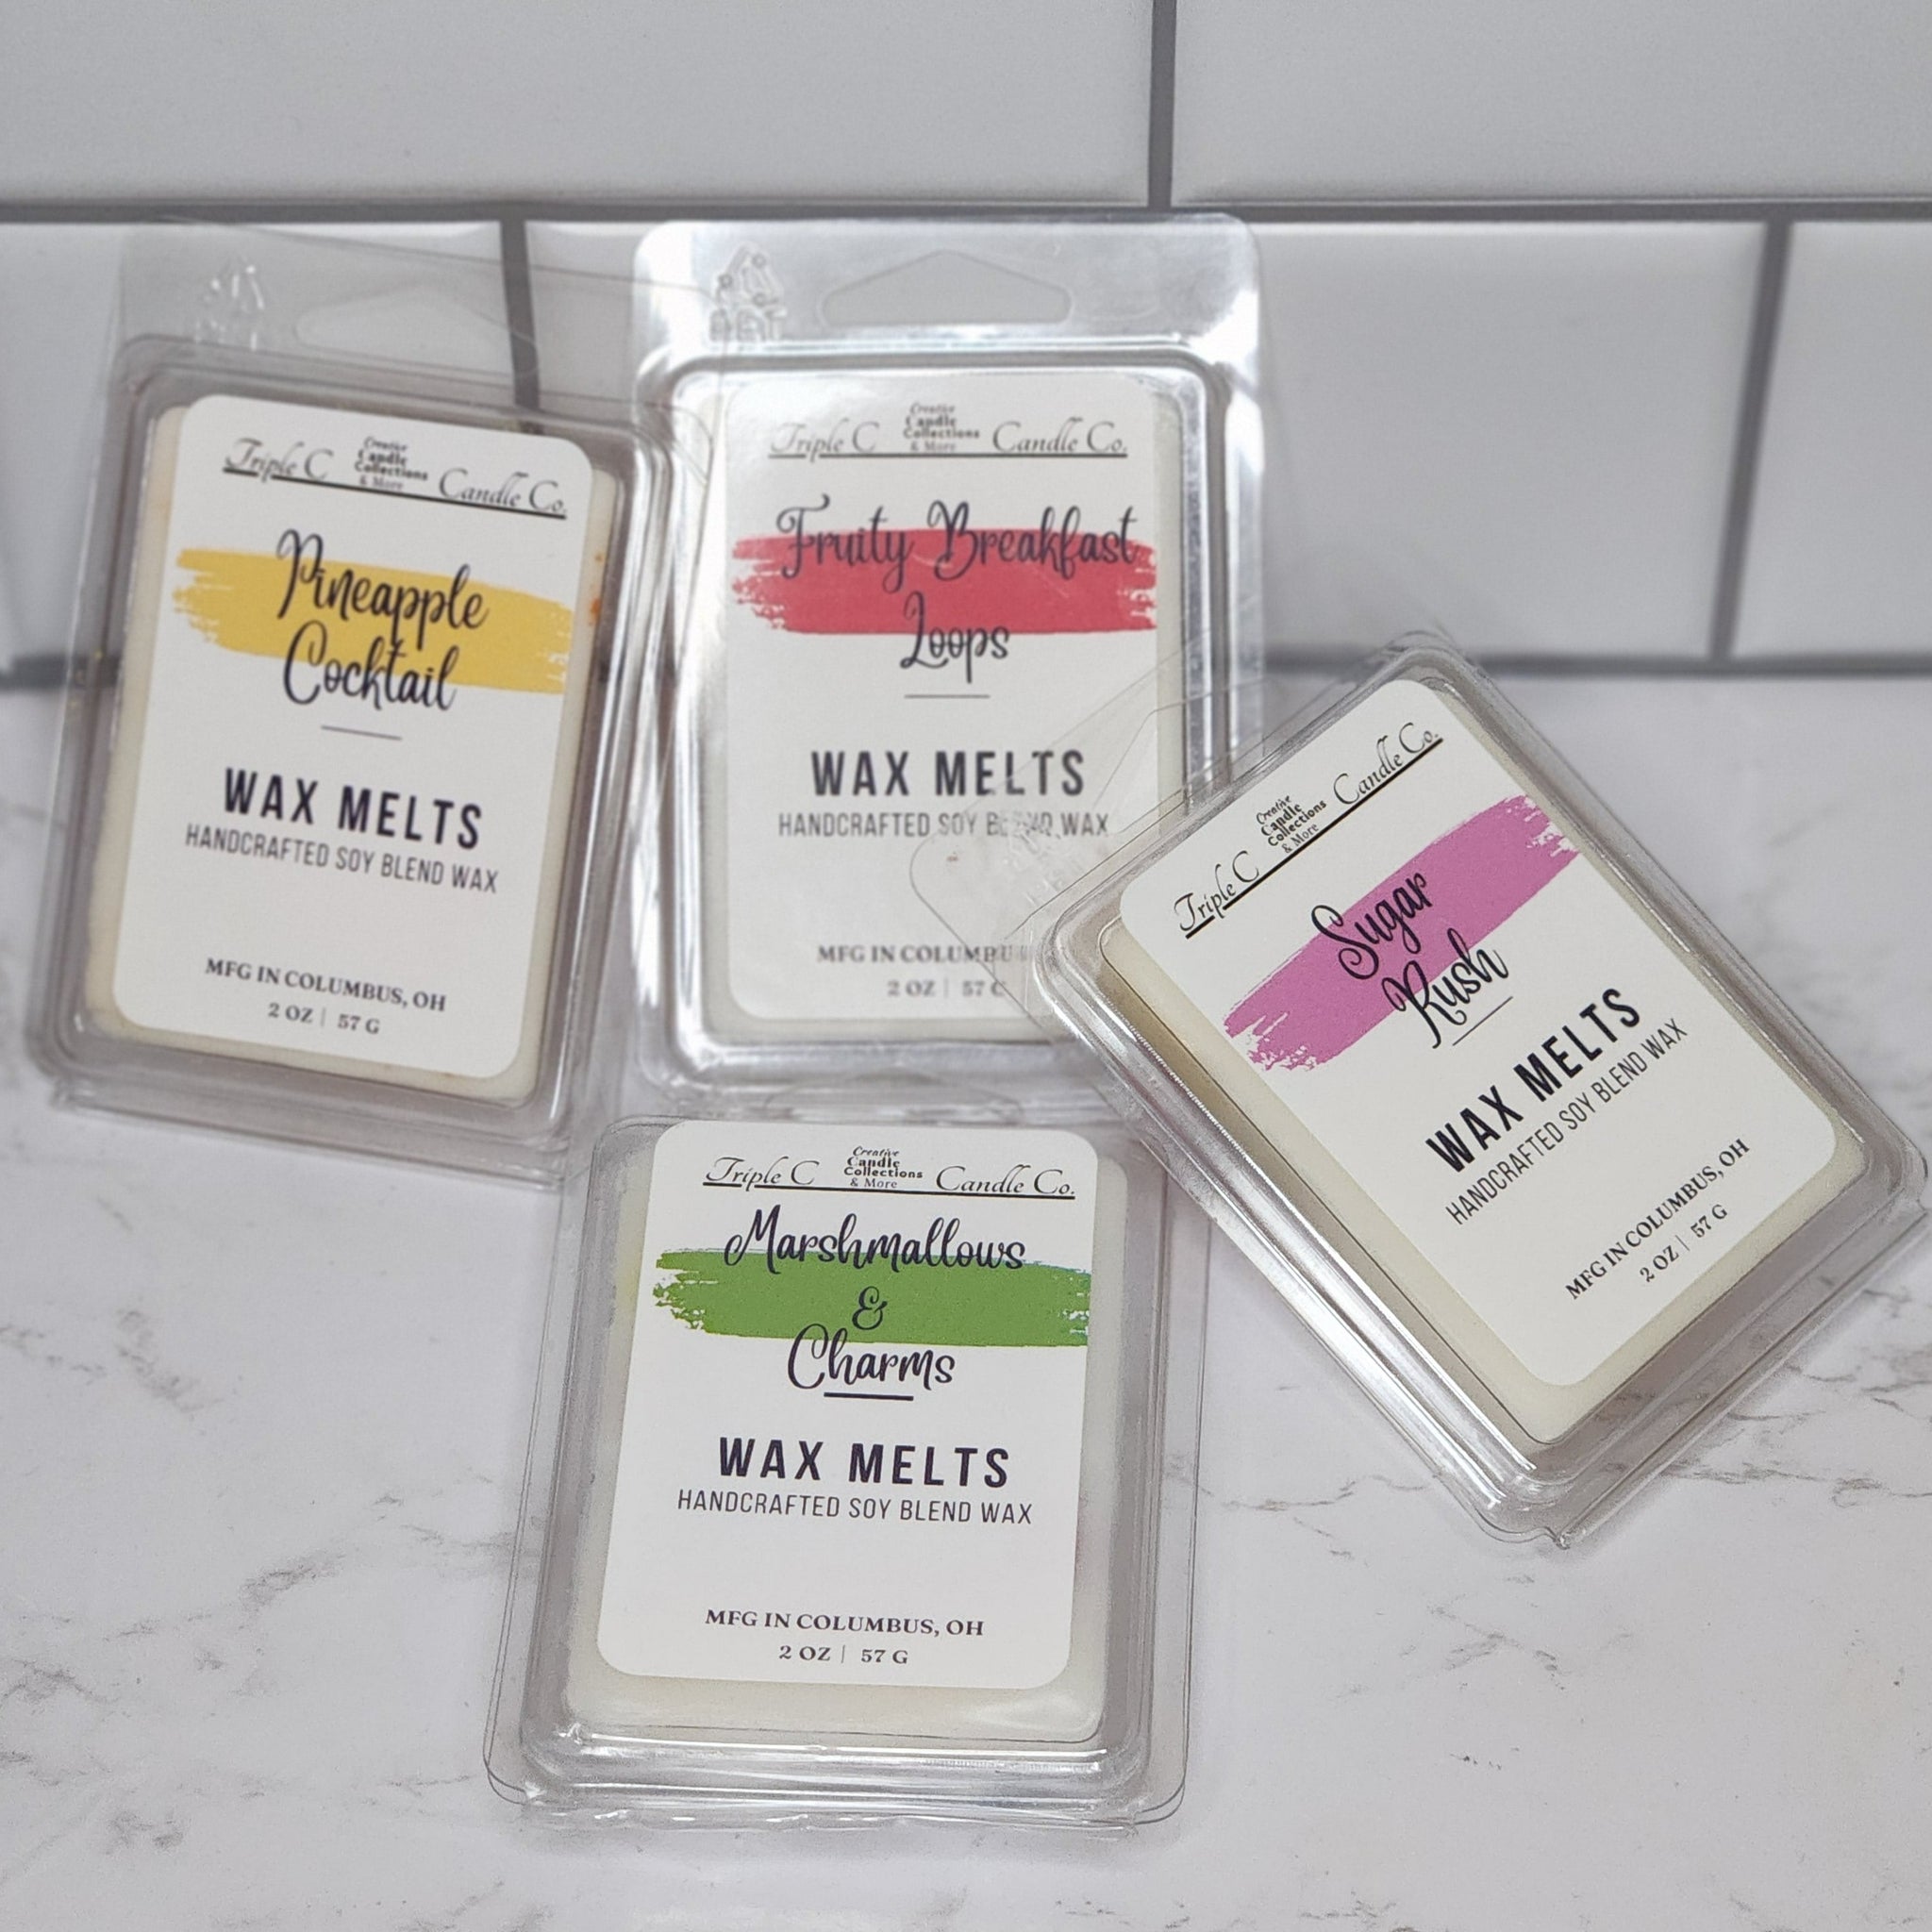 Triple C Creative Candle Collections & More Candle Co.
Pineapple
Cocktail
WAX MELTS
HANDCRAFTED SOY BLEND WAX
MFG IN COLUMBUS, OH
2 OZ | 57 G
Triple C Creative Candle Collections & More Candle Co.
Fruity Breakfast
Loops
WAX MELTS
HANDCRAFTED SOY BLEND WAX
MFG IN COLUMBU
2 OZ | 57 G
Triple C Creative Candle Collections & More Candle Co.
Sugar
Rush
WAX MELTS
HANDCRAFTED SOY BLEND WAX
MFG IN COLUMBUS, OH
2 OZ | 57 G
Triple C Creative Candle Collections & More Candle Co.
Marshmallows
&
Charms
WAX MELTS
HANDCRAFTED SOY BLEND WAX
MFG IN COLUMBUS, OH
2 OZ | 57 G